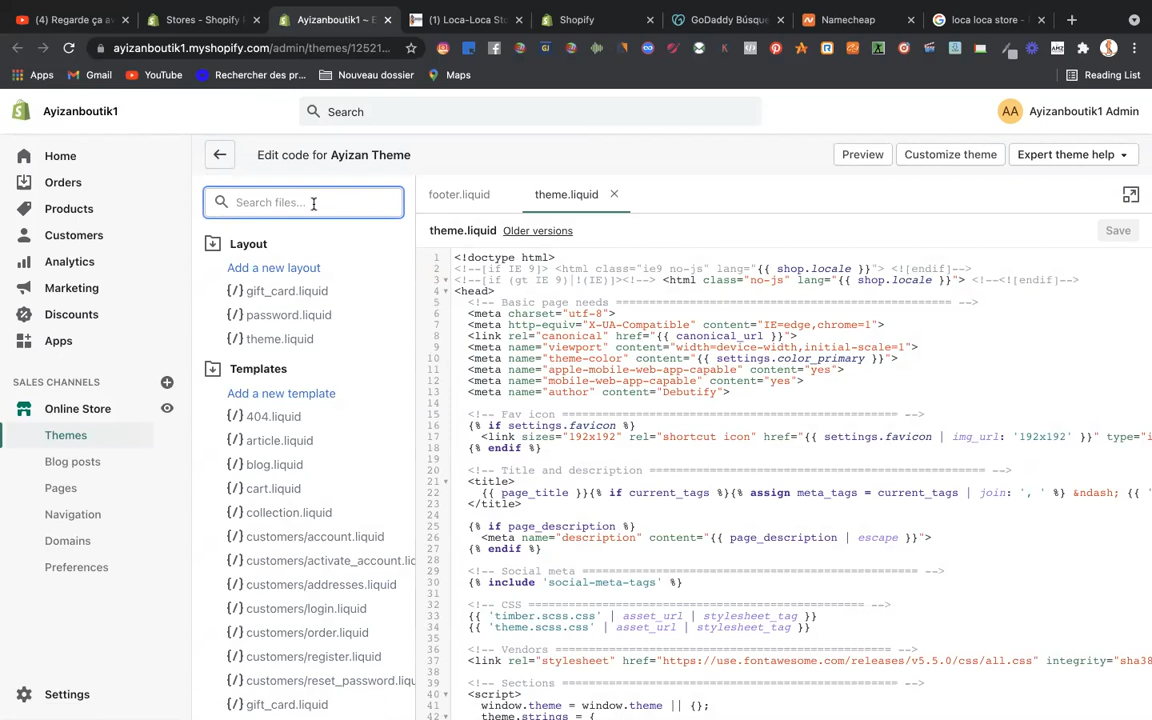 (4) Regarde ça avant d
Stores - Shopify
Ayizanboutik1 ~ E
(1) Loca-Loca Sto
Shopify
GoDaddy Búsque
Namecheap
loca loca store -
ayizanboutik1.myshopify.com/admin/themes/12521
Apps
Gmail
YouTube
Rechercher des pr...
Nouveau dossier
Maps
Reading List
Ayizanboutik1
Search
AA
Ayizanboutik1 Admin
Home
Orders
Products
Customers
Analytics
Marketing
Discounts
Apps
SALES CHANNELS
Online Store
Themes
Blog posts
Pages
Navigation
Domains
Preferences
Settings
Edit code for Ayizan Theme
Preview
Customize theme
Expert theme help
Search files...
Layout
Add a new layout
{/} gift_card.liquid
{/} password.liquid
{/} theme.liquid
Templates
Add a new template
{/} 404.liquid
{/} article.liquid
{/} blog.liquid
{/} cart.liquid
{/} collection.liquid
{/} customers/account.liquid
{/} customers/activate_account.lic
{/} customers/addresses.liquid
{/} customers/login.liquid
{/} customers/order.liquid
{/} customers/register.liquid
{/} customers/reset_password.liqu
{/} gift_card.liquid
footer.liquid
theme.liquid
theme.liquid Older versions
Save
1 <!doctype html>
2 <!--[if IE 9]> <html class="ie9 no-js" lang="{{ shop.locale }}"> <![endif]-->
3 <!--[if (gt IE 9)|!(IE)]><!--> <html class="no-js" lang="{{ shop.locale }}"> <!--<![endif]-->
4 <head>
5 <!-- Basic page needs ================================================== -->
6 <meta charset="utf-8">
7 <meta http-equiv="X-UA-Compatible" content="IE=edge,chrome=1">
8 <link rel="canonical" href="{{ canonical_url }}">
9 <meta name="viewport" content="width=device-width,initial-scale=1">
10 <meta name="theme-color" content="{{ settings.color_primary }}">
11 <meta name="apple-mobile-web-app-capable" content="yes">
12 <meta name="mobile-web-app-capable" content="yes">
13 <meta name="author" content="Debutify">
14
15 <!-- Fav icon ================================================== -->
16 {% if settings.favicon %}
17 <link sizes="192x192" rel="shortcut icon" href="{{ settings.favicon | img_url: '192x192' }}" type="i
18 {% endif %}
19
20 <!-- Title and description ================================================== -->
21 <title>
22 {{ page_title }}{% if current_tags %}{% assign meta_tags = current_tags | join: ', ' %} &ndash; {{ '
23 </title>
24
25 {% if page_description %}
26 <meta name="description" content="{{ page_description | escape }}">
27 {% endif %}
28
29 <!-- Social meta ================================================== -->
30 {% include 'social-meta-tags' %}
31
32 <!-- CSS ================================================== -->
33 {{ 'timber.scss.css' | asset_url | stylesheet_tag }}
34 {{ 'theme.scss.css' | asset_url | stylesheet_tag }}
35
36 <!-- Vendors ================================================== -->
37 <link rel="stylesheet" href="https://use.fontawesome.com/releases/v5.5.0/css/all.css" integrity="sha38
38
39 <!-- Sections ================================================== -->
40 <script>
41 window.theme = window.theme || {};
42 theme.strings = {